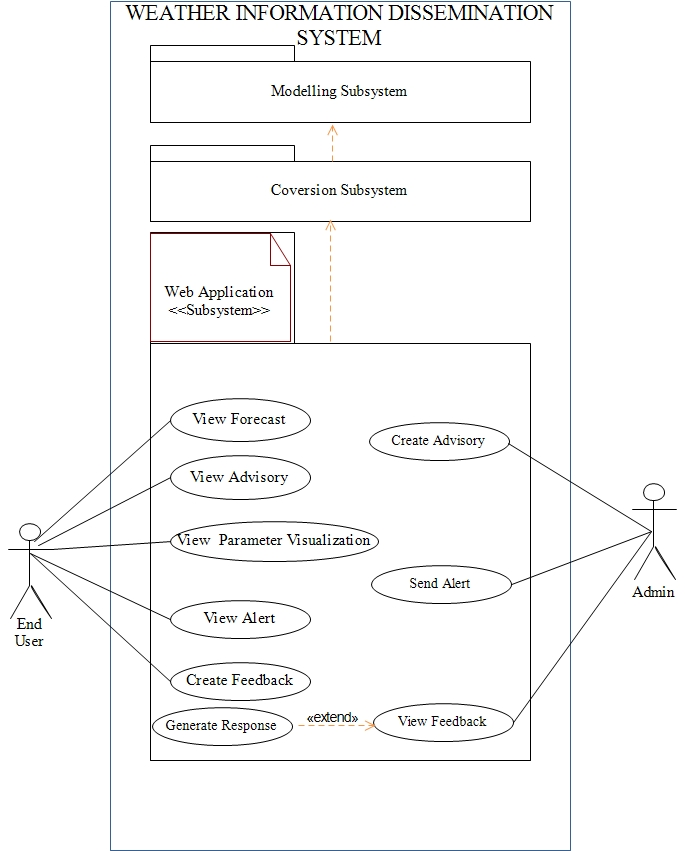 WEATHER INFORMATION DISSEMINATION
SYSTEM
Modelling Subsystem
Coversion Subsystem
Web Application
<<Subsystem>>
View Forecast
Create Advisory
View Advisory
View Parameter Visualization
Send Alert
Admin
View Alert
End
User
Create Feedback
Generate Response
«extend»
View Feedback